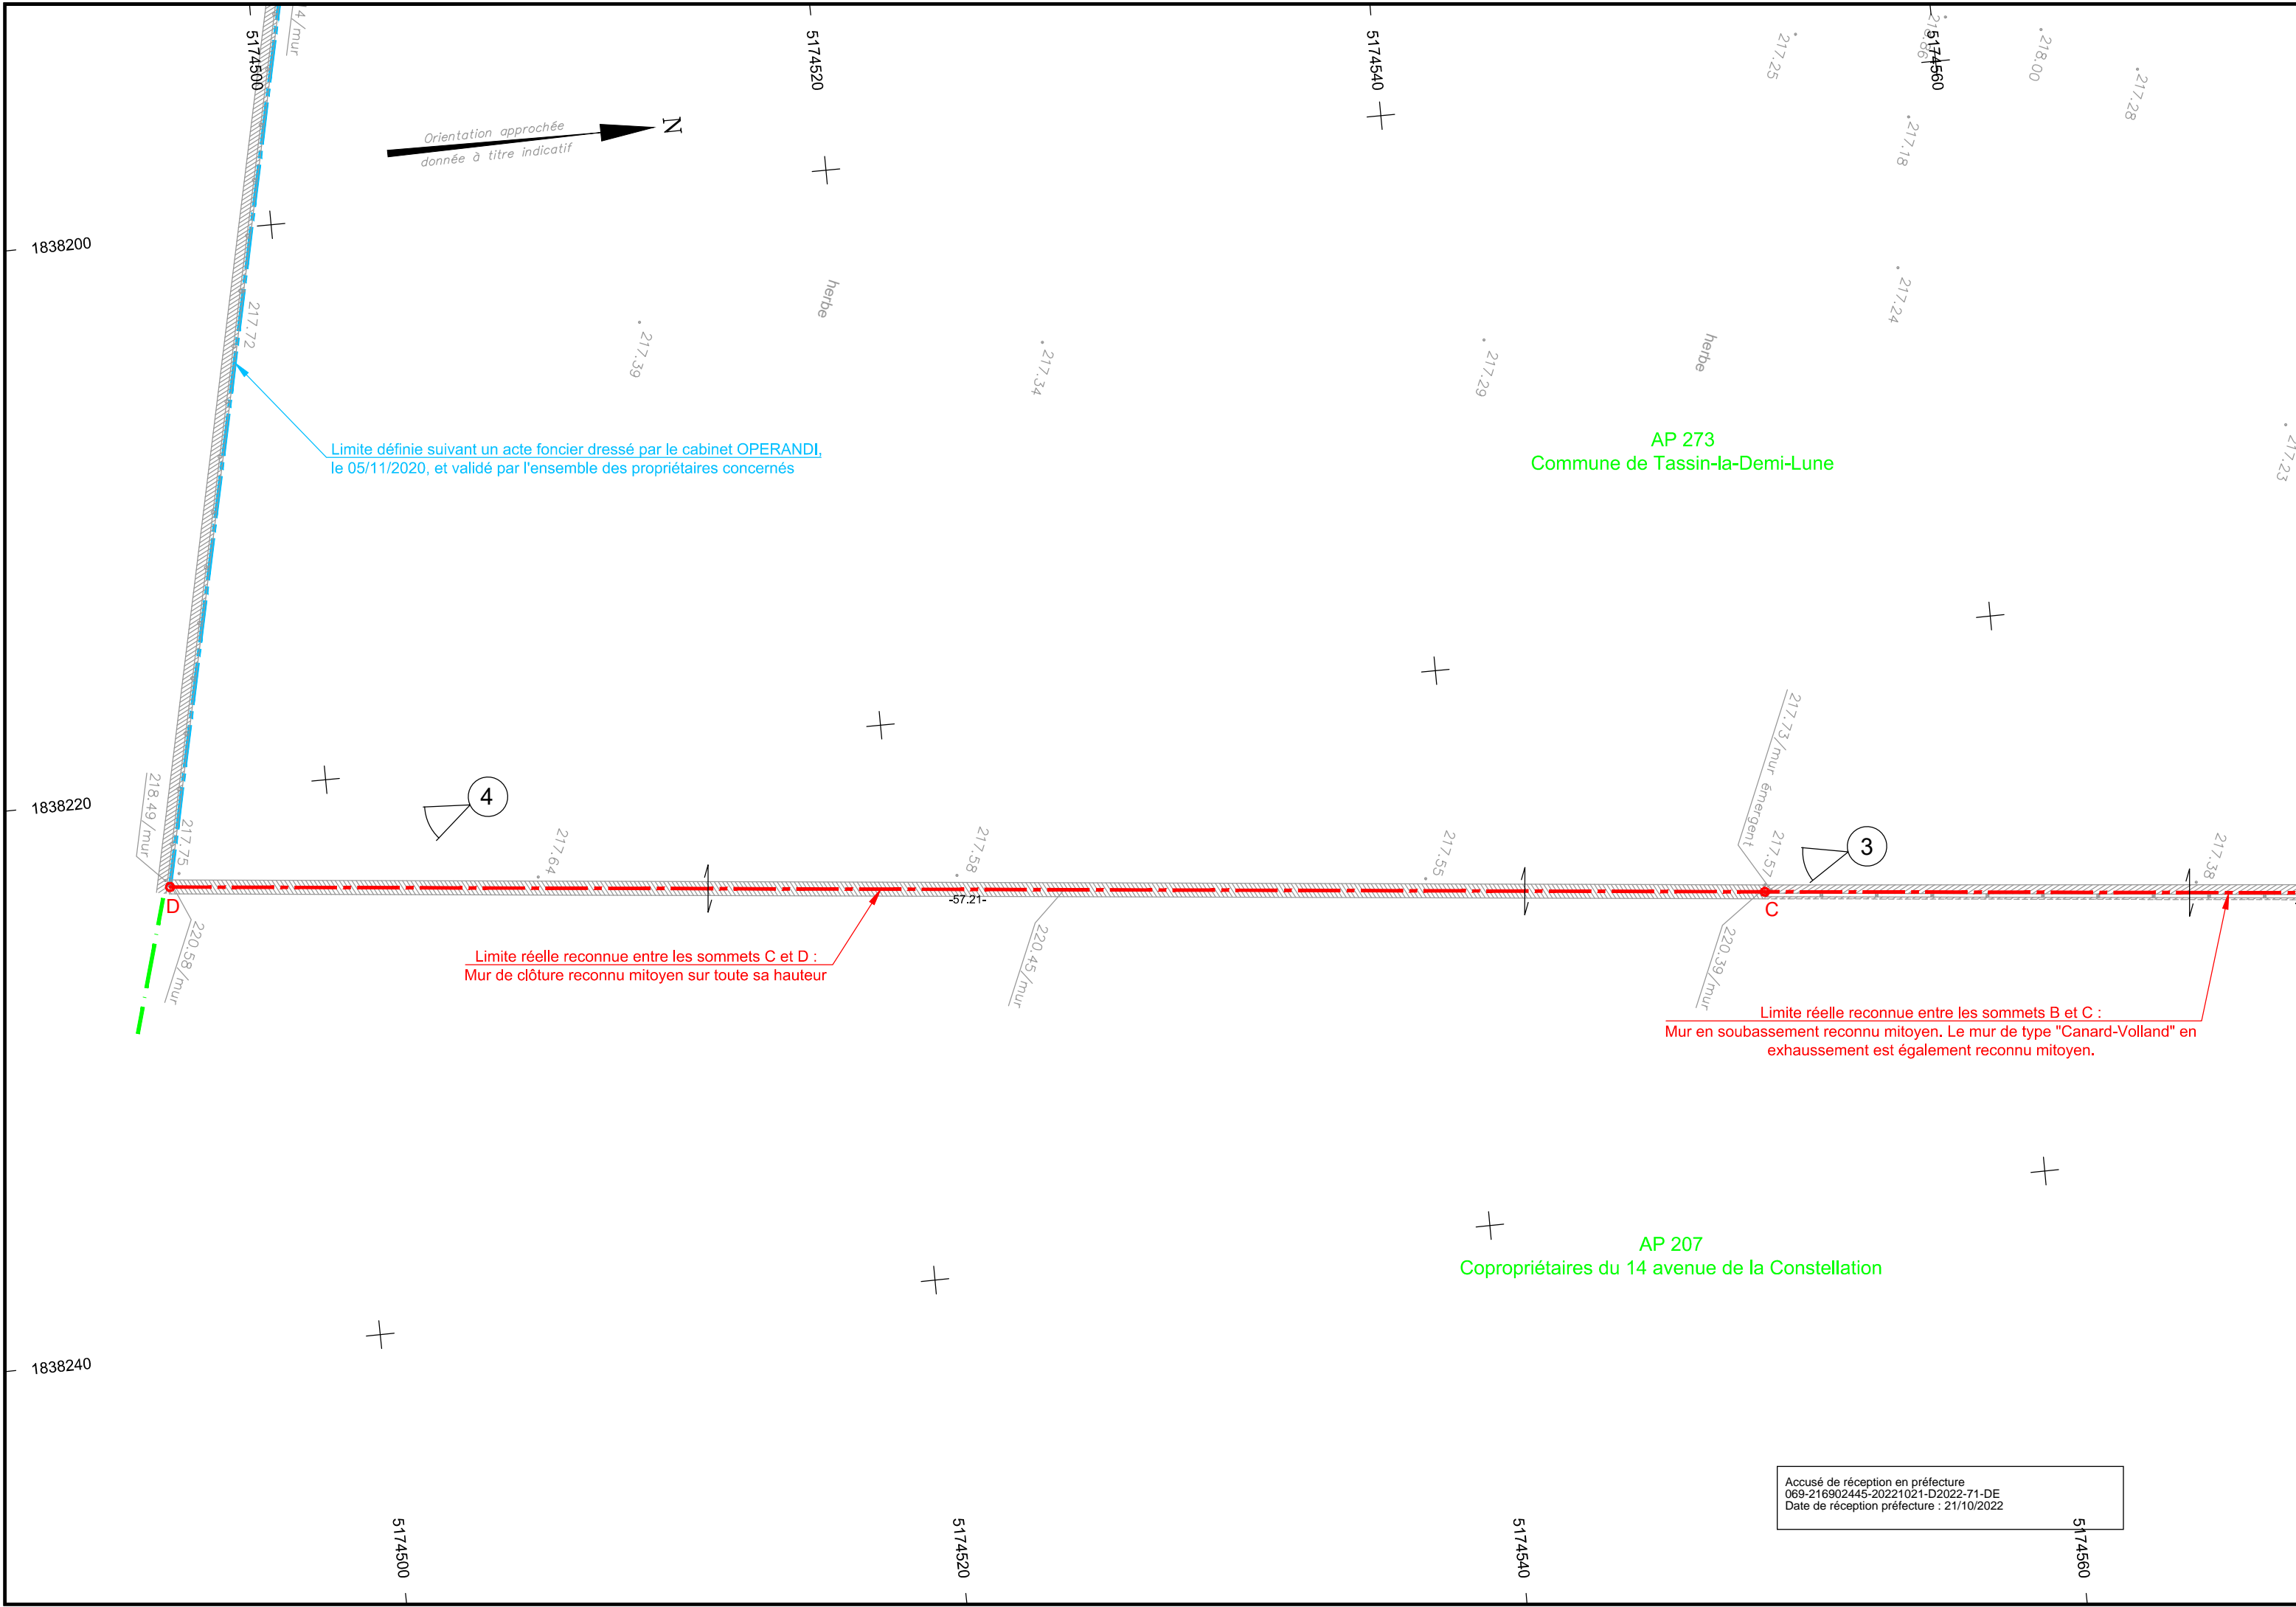 4/mur
5174500
5174520
5174540
5174560
217.25
218.00
217.28
217.18
Orientation approchée
donnée à titre indicatif
N
1838200
217.24
217.72
herbe
217.39
217.34
217.29
herbe
217.23
AP 273
Commune de Tassin-la-Demi-Lune
Limite définie suivant un acte foncier dressé par le cabinet OPERANDI,
le 05/11/2020, et validé par l'ensemble des propriétaires concernés
217.73/mur émergent
1838220
218.49/mur
217.75
4
217.64
217.58
217.55
217.57
3
217.38
D
-57.21-
C
220.58/mur
220.45/mur
220.39/mur
Limite réelle reconnue entre les sommets C et D :
Mur de clôture reconnu mitoyen sur toute sa hauteur
Limite réelle reconnue entre les sommets B et C :
Mur en soubassement reconnu mitoyen. Le mur de type "Canard-Volland" en
exhaussement est également reconnu mitoyen.
AP 207
Copropriétaires du 14 avenue de la Constellation
1838240
Accusé de réception en préfecture
069-216902445-20221021-D2022-71-DE
Date de réception préfecture : 21/10/2022
5174500
5174520
5174540
5174560